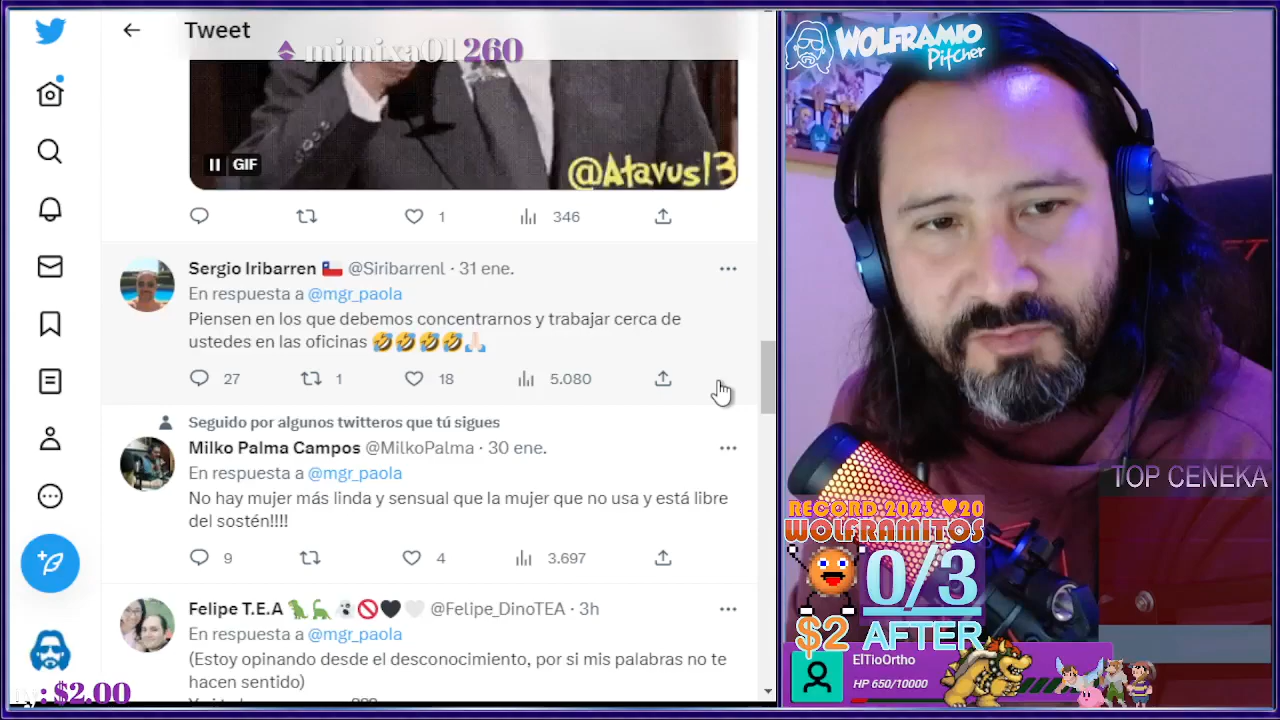 Tweet
mimixa01 260
GIF
@Atavus13
1
346
Sergio Iribarren 🇨🇱 @Siribarrenl · 31 ene.
En respuesta a @mgr_paola
Piensen en los que debemos concentrarnos y trabajar cerca de
ustedes en las oficinas 🤣🤣🤣🤣🙏🏻
27
1
18
5.080
Seguido por algunos twitteros que tú sigues
Milko Palma Campos @MilkoPalma · 30 ene.
En respuesta a @mgr_paola
No hay mujer más linda y sensual que la mujer que no usa y está libre
del sostén!!!!
9
4
3.697
Felipe T.E.A 🦖🦕🐨🚫🖤🤍 @Felipe_DinoTEA · 3h
En respuesta a @mgr_paola
(Estoy opinando desde el desconocimiento, por si mis palabras no te
hacen sentido)
: $2.00
WOLFRAMIO
Pitcher
TOP CENEKA
RECORD 2023 ♥20
WOLFRAMITOS
0/3
$2 AFTER
ElTioOrtho
HP 650/10000